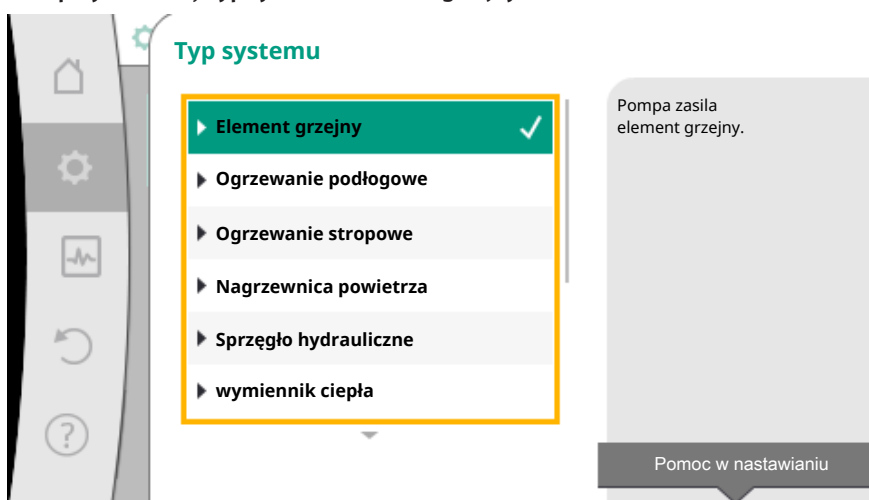 Typ systemu
Element grzejny
Ogrzewanie podłogowe
Ogrzewanie stropowe
Nagrzewnica powietrza
Sprzęgło hydrauliczne
wymiennik ciepła
Pompa zasila
element grzejny.
?
Pomoc w nastawianiu